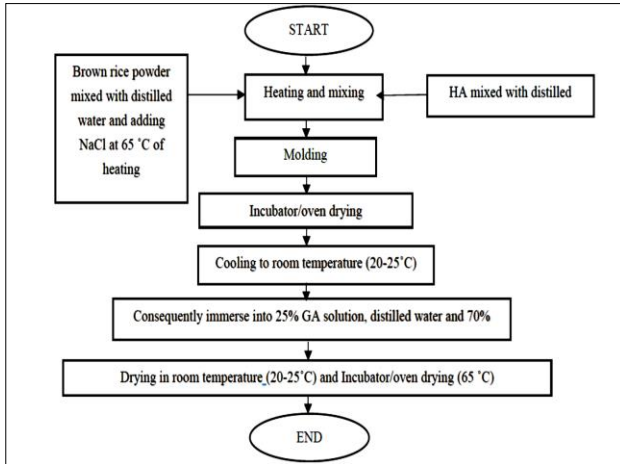 START
Brown rice powder
mixed with distilled
water and adding
NaCl at 65 ˚C of
heating
Heating and mixing
HA mixed with distilled
Molding
Incubator/oven drying
Cooling to room temperature (20-25˚C)
Consequently immerse into 25% GA solution, distilled water and 70%
Drying in room temperature (20-25˚C) and Incubator/oven drying (65 ˚C)
END